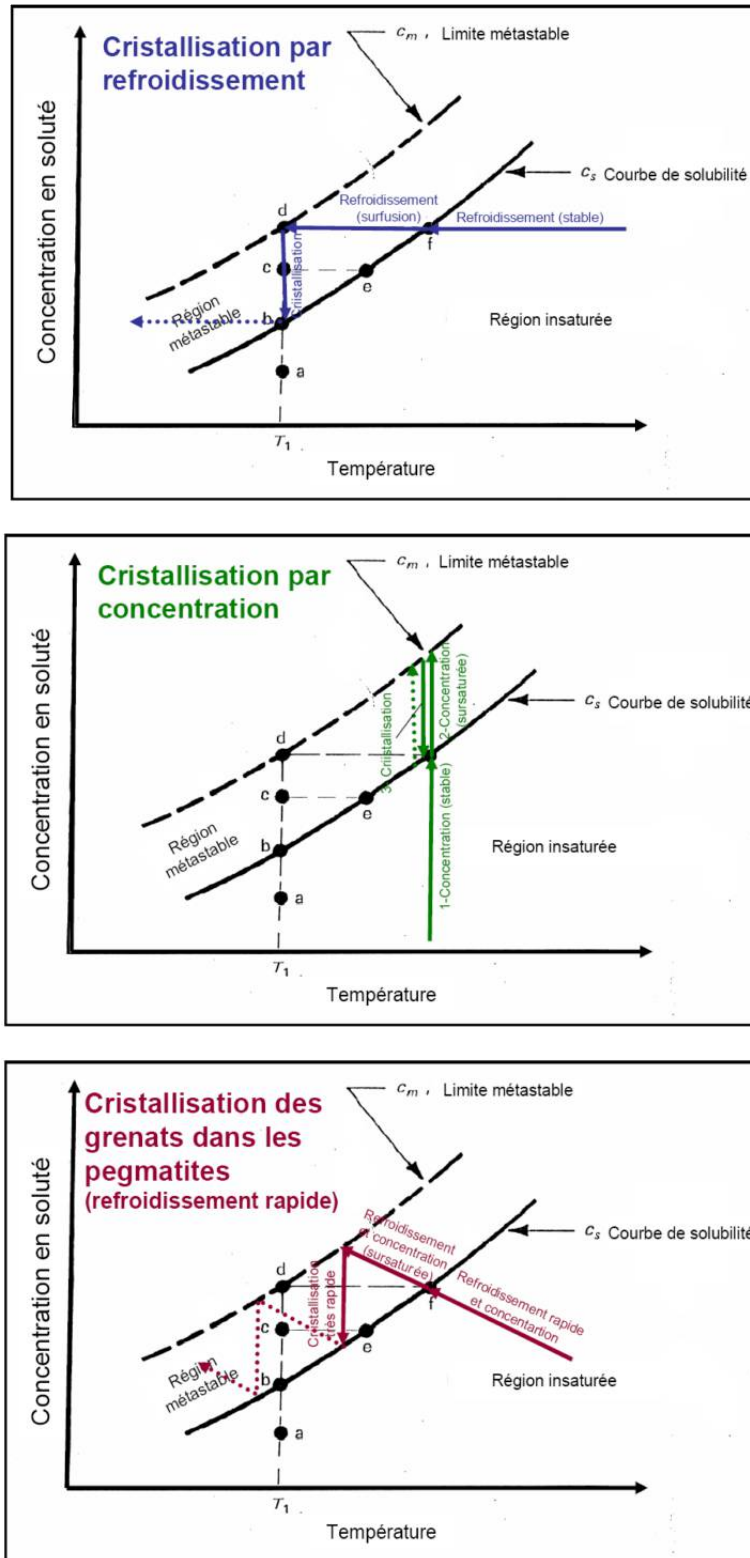 Cristallisation par
refroidissement
c_m , Limite métastable
c_s Courbe de solubilité
Refroidissement
(surfusion)
Refroidissement (stable)
d
f
c
e
Criistallisation
Région
métastable
b
Région insaturée
a
T_1
Température
Concentration en soluté
Cristallisation par
concentration
c_m , Limite métastable
c_s Courbe de solubilité
3- Criistallisation
2-Concentration
(sursaturée)
d
c
e
1-Concentration (stable)
Région
métastable
b
Région insaturée
a
T_1
Température
Concentration en soluté
Cristallisation des
grenats dans les
pegmatites
(refroidissement rapide)
c_m , Limite métastable
c_s Courbe de solubilité
Refroidissement
et concentration
(sursaturée)
Refroidissement rapide
et concentartion
d
f
Cristallisation
très rapide
c
e
Région
métastable
b
Région insaturée
a
T_1
Température
Concentration en soluté